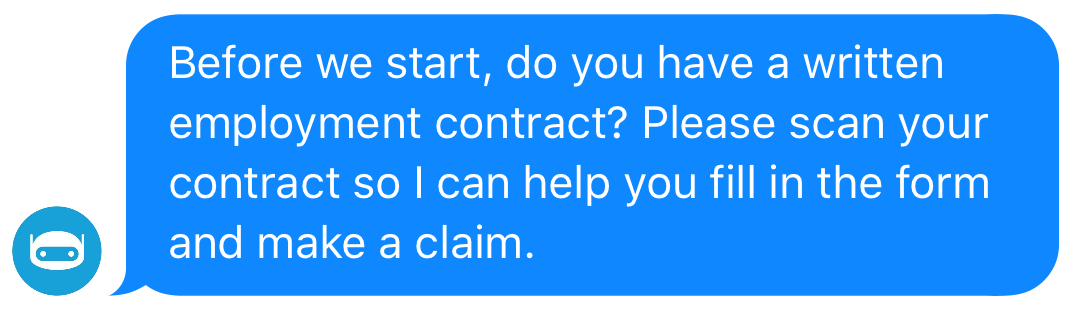 Before we start, do you have a written
employment contract? Please scan your
contract so I can help you fill in the form
and make a claim.